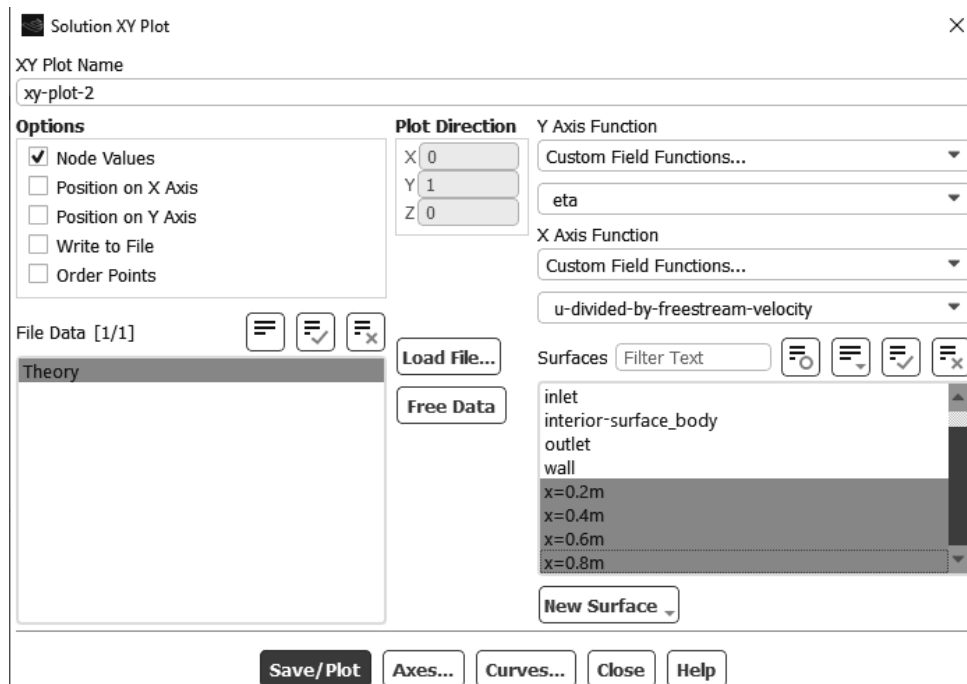 Solution XY Plot
XY Plot Name
xy-plot-2
Options
Node Values
Position on X Axis
Position on Y Axis
Write to File
Order Points
Plot Direction
X 0
Y 1
Z 0
Y Axis Function
Custom Field Functions...
eta
X Axis Function
Custom Field Functions...
u-divided-by-freestream-velocity
File Data [1/1]
Theory
Load File...
Free Data
Surfaces Filter Text
inlet
interior-surface_body
outlet
wall
x=0.2m
x=0.4m
x=0.6m
x=0.8m
New Surface
Save/Plot Axes... Curves... Close Help